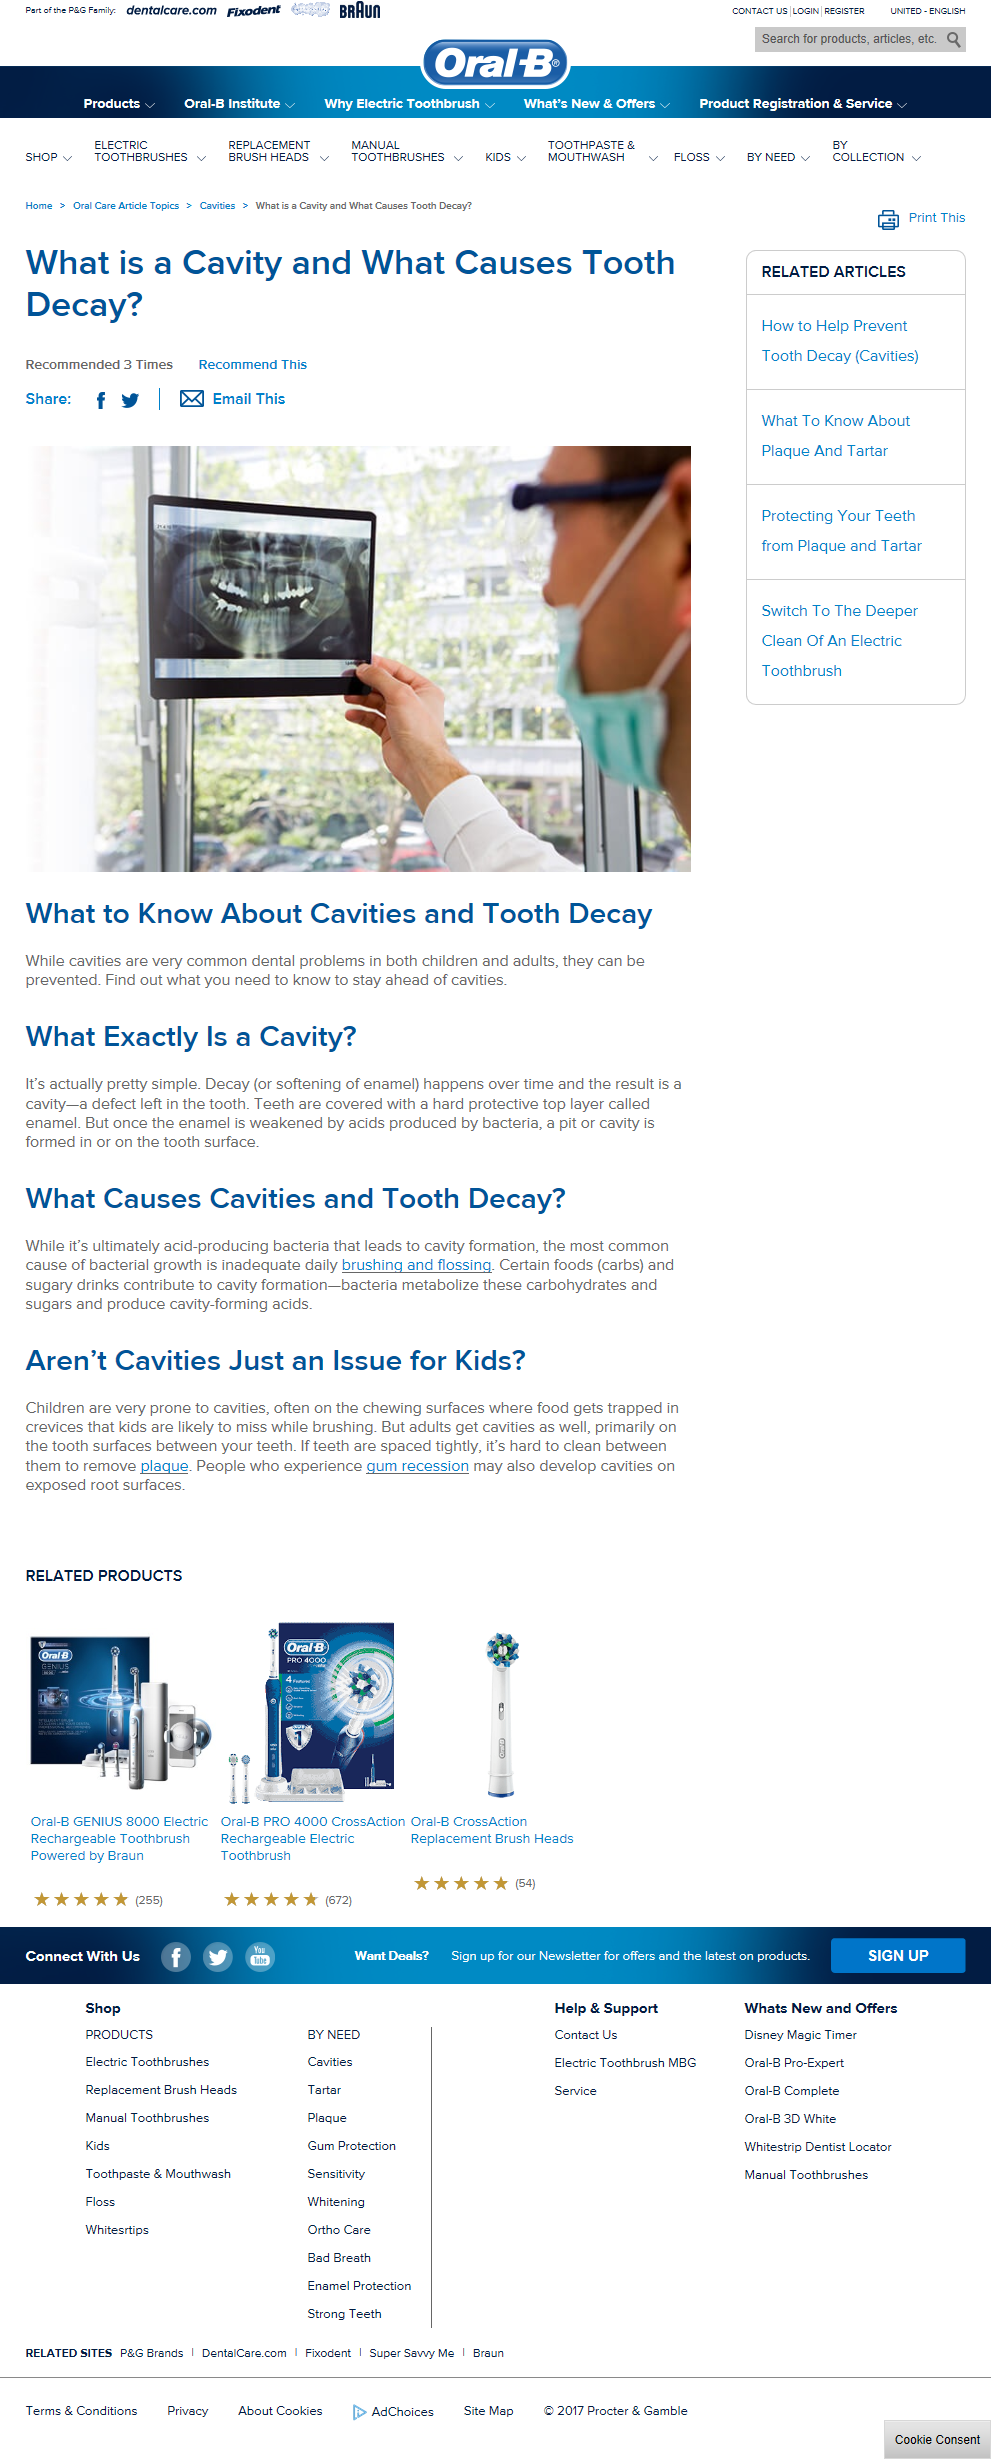 Part of the P&G Family: dentalcare.com Fixodent BRAUN
CONTACT US | LOGIN | REGISTER UNITED - ENGLISH
Search for products, articles, etc.
Oral-B®
Products Oral-B Institute Why Electric Toothbrush What's New & Offers Product Registration & Service
SHOP ELECTRIC TOOTHBRUSHES REPLACEMENT BRUSH HEADS MANUAL TOOTHBRUSHES KIDS TOOTHPASTE & MOUTHWASH FLOSS BY NEED BY COLLECTION
Home > Oral Care Article Topics > Cavities > What is a Cavity and What Causes Tooth Decay?
Print This
What is a Cavity and What Causes Tooth
Decay?
Recommended 3 Times Recommend This
Share: Email This
RELATED ARTICLES
How to Help Prevent
Tooth Decay (Cavities)
What To Know About
Plaque And Tartar
Protecting Your Teeth
from Plaque and Tartar
Switch To The Deeper
Clean Of An Electric
Toothbrush
What to Know About Cavities and Tooth Decay
While cavities are very common dental problems in both children and adults, they can be
prevented. Find out what you need to know to stay ahead of cavities.
What Exactly Is a Cavity?
It's actually pretty simple. Decay (or softening of enamel) happens over time and the result is a
cavity—a defect left in the tooth. Teeth are covered with a hard protective top layer called
enamel. But once the enamel is weakened by acids produced by bacteria, a pit or cavity is
formed in or on the tooth surface.
What Causes Cavities and Tooth Decay?
While it's ultimately acid-producing bacteria that leads to cavity formation, the most common
cause of bacterial growth is inadequate daily brushing and flossing. Certain foods (carbs) and
sugary drinks contribute to cavity formation—bacteria metabolize these carbohydrates and
sugars and produce cavity-forming acids.
Aren't Cavities Just an Issue for Kids?
Children are very prone to cavities, often on the chewing surfaces where food gets trapped in
crevices that kids are likely to miss while brushing. But adults get cavities as well, primarily on
the tooth surfaces between your teeth. If teeth are spaced tightly, it's hard to clean between
them to remove plaque. People who experience gum recession may also develop cavities on
exposed root surfaces.
RELATED PRODUCTS
Oral-B
GENIUS
Oral-B
PRO 4000
Oral-B GENIUS 8000 Electric
Rechargeable Toothbrush
Powered by Braun
(255)
Oral-B PRO 4000 CrossAction
Rechargeable Electric
Toothbrush
(672)
Oral-B CrossAction
Replacement Brush Heads
(54)
Connect With Us You Tube Want Deals? Sign up for our Newsletter for offers and the latest on products. SIGN UP
Shop
PRODUCTS
Electric Toothbrushes
Replacement Brush Heads
Manual Toothbrushes
Kids
Toothpaste & Mouthwash
Floss
Whitesrtips
BY NEED
Cavities
Tartar
Plaque
Gum Protection
Sensitivity
Whitening
Ortho Care
Bad Breath
Enamel Protection
Strong Teeth
Help & Support
Contact Us
Electric Toothbrush MBG
Service
Whats New and Offers
Disney Magic Timer
Oral-B Pro-Expert
Oral-B Complete
Oral-B 3D White
Whitestrip Dentist Locator
Manual Toothbrushes
RELATED SITES P&G Brands | DentalCare.com | Fixodent | Super Savvy Me | Braun
Terms & Conditions Privacy About Cookies AdChoices Site Map © 2017 Procter & Gamble
Cookie Consent